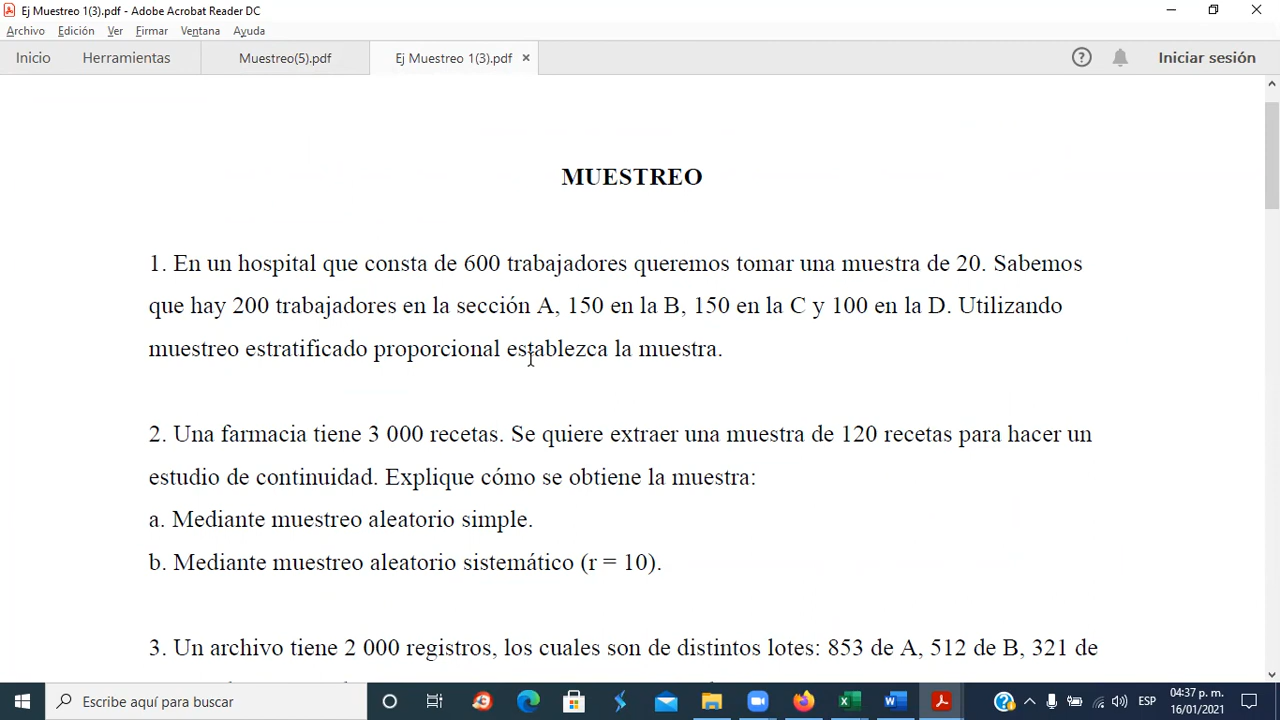 Ej Muestreo 1(3).pdf - Adobe Acrobat Reader DC
Archivo Edición Ver Firmar Ventana Ayuda
Inicio Herramientas Muestreo(5).pdf Ej Muestreo 1(3).pdf × Iniciar sesión
MUESTREO
1. En un hospital que consta de 600 trabajadores queremos tomar una muestra de 20. Sabemos
que hay 200 trabajadores en la sección A, 150 en la B, 150 en la C y 100 en la D. Utilizando
muestreo estratificado proporcional establezca la muestra.
2. Una farmacia tiene 3 000 recetas. Se quiere extraer una muestra de 120 recetas para hacer un
estudio de continuidad. Explique cómo se obtiene la muestra:
a. Mediante muestreo aleatorio simple.
b. Mediante muestreo aleatorio sistemático (r = 10).
3. Un archivo tiene 2 000 registros, los cuales son de distintos lotes: 853 de A, 512 de B, 321 de
Escribe aquí para buscar
ESP
04:37 p. m.
16/01/2021